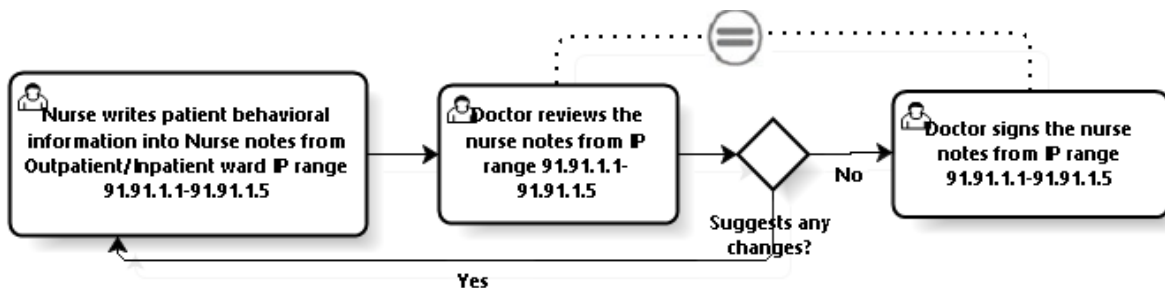 Nurse writes patient behavioral
information into Nurse notes from
Outpatient/Inpatient ward IP range
91.91.1.1-91.91.1.5
Doctor reviews the
nurse notes from IP
range 91.91.1.1-
91.91.1.5
Suggests any
changes?
No
Doctor signs the nurse
notes from IP range
91.91.1.1-91.91.1.5
Yes